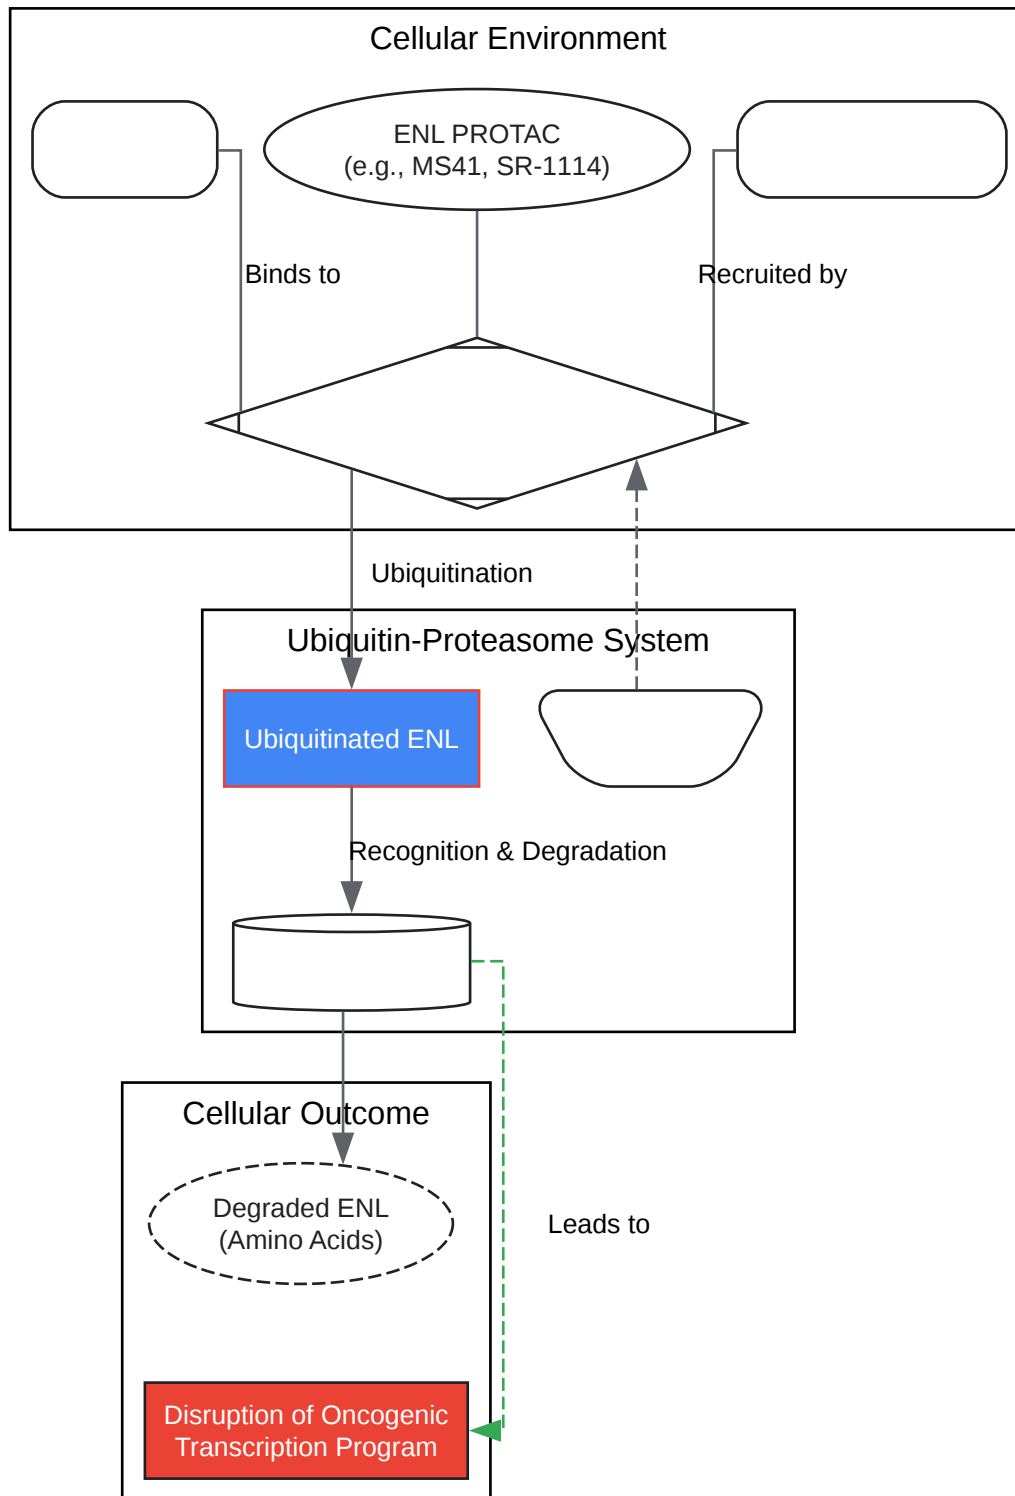 Cellular Environment
ENL PROTAC
(e.g., MS41, SR-1114)
Binds to
Recruited by
Ubiquitination
Ubiquitin-Proteasome System
Ubiquitinated ENL
Recognition & Degradation
Cellular Outcome
Degraded ENL
(Amino Acids)
Leads to
Disruption of Oncogenic
Transcription Program